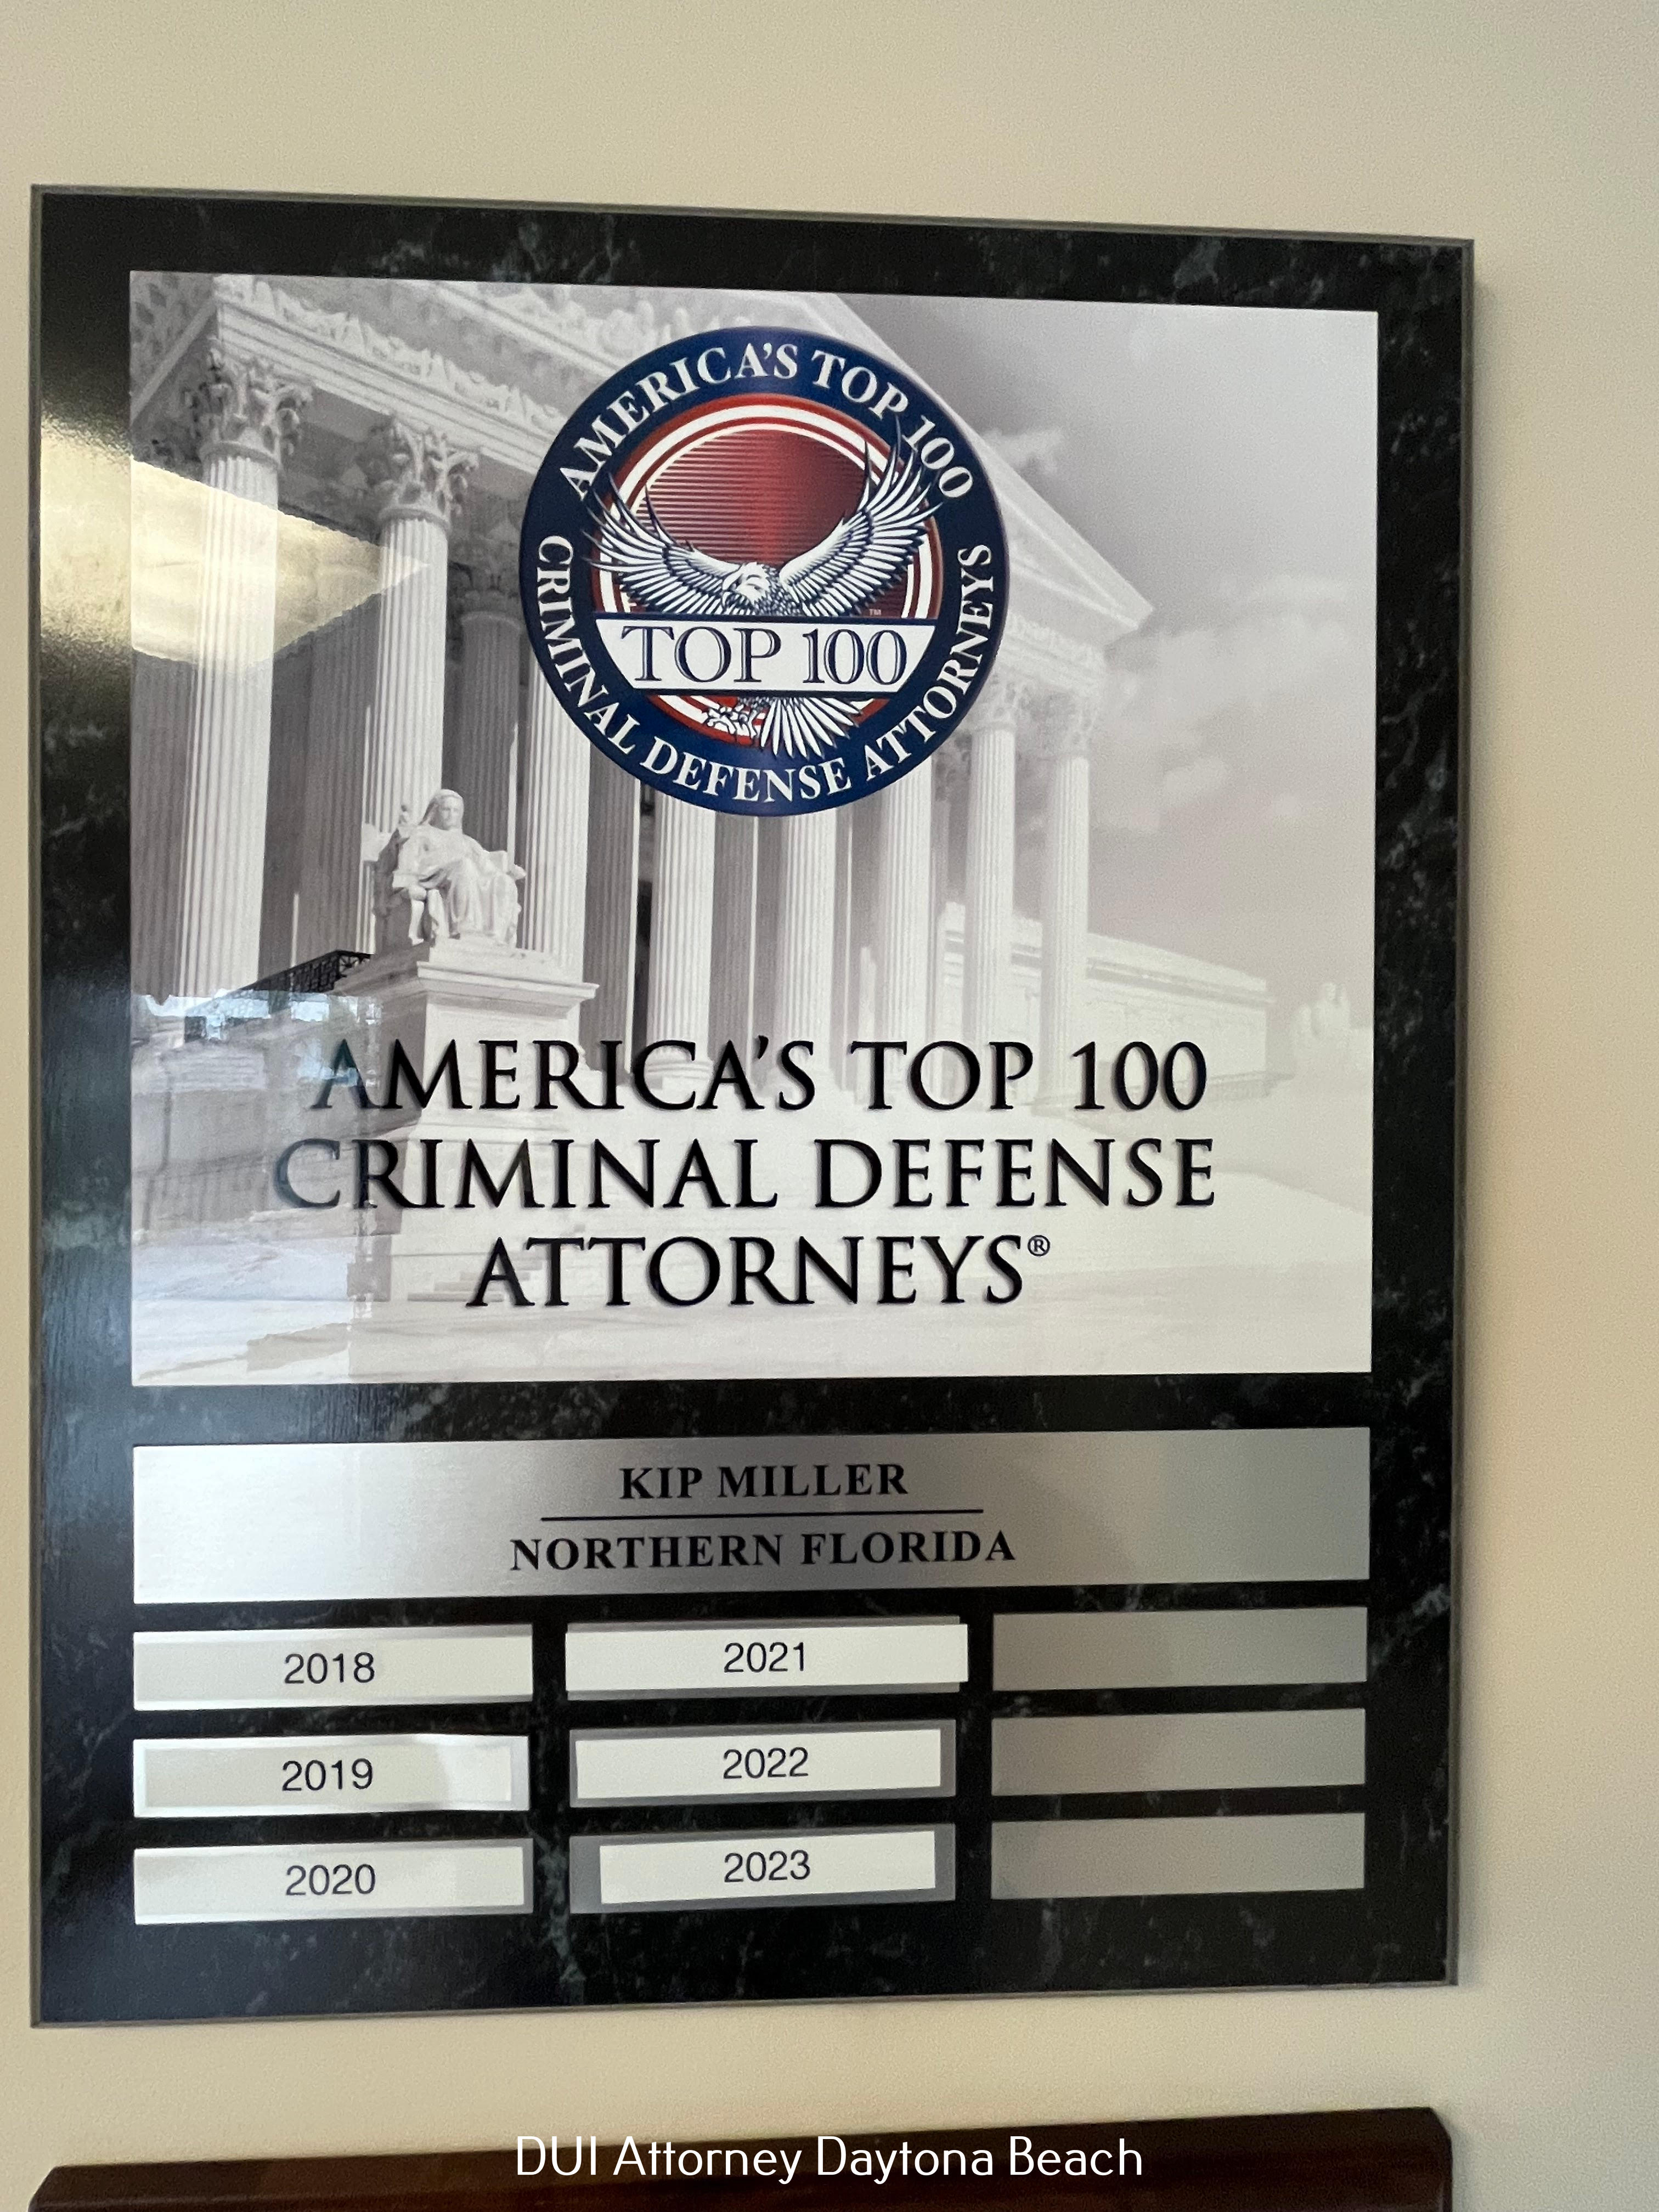 AMERICA'S TOP 100
TOP 100
™
CRIMINAL DEFENSE ATTORNEYS
AMERICA'S TOP 100
CRIMINAL DEFENSE
ATTORNEYS®
KIP MILLER
NORTHERN FLORIDA
2018
2021
2019
2022
2020
2023
DUI Attorney Daytona Beach